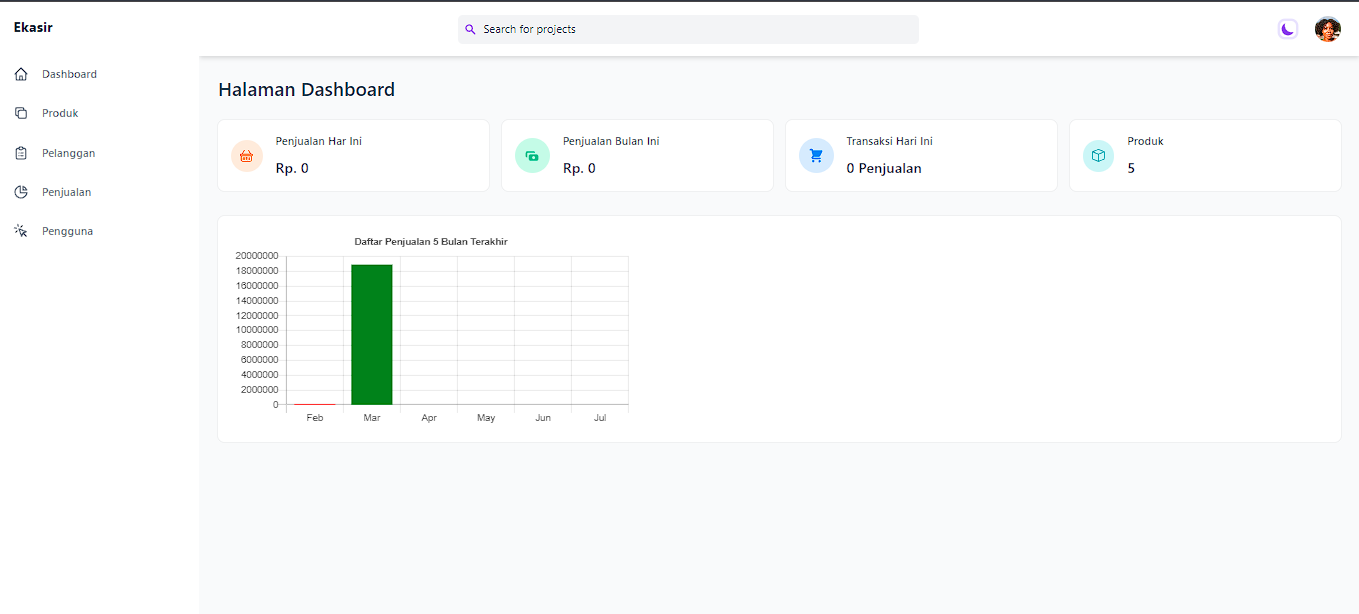 Ekasir
Search for projects
Dashboard
Produk
Pelanggan
Penjualan
Pengguna
Halaman Dashboard
Penjualan Har Ini
Rp. 0
Penjualan Bulan Ini
Rp. 0
Transaksi Hari Ini
0 Penjualan
Produk
5
Daftar Penjualan 5 Bulan Terakhir
20000000
18000000
16000000
14000000
12000000
10000000
8000000
6000000
4000000
2000000
0
Feb Mar Apr May Jun Jul